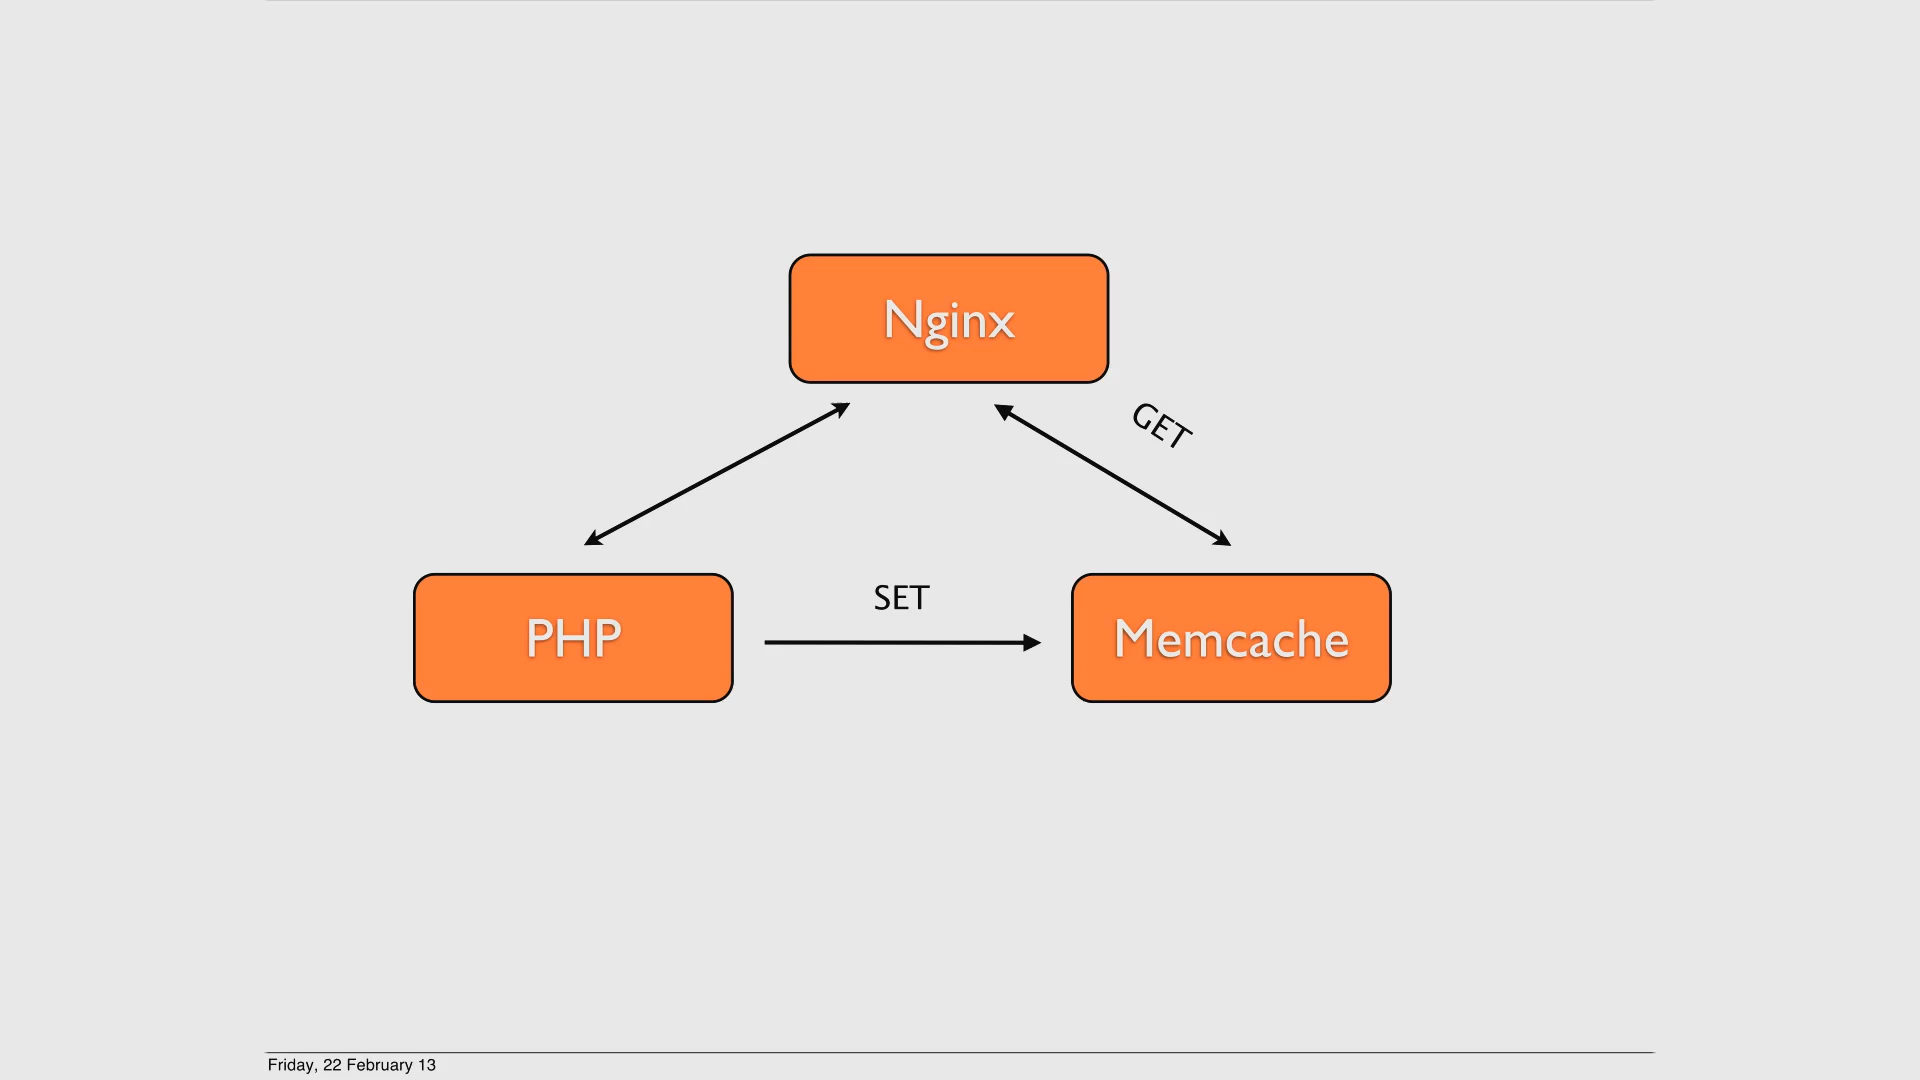 Nginx
GET
SET
PHP
Memcache
Friday, 22 February 13